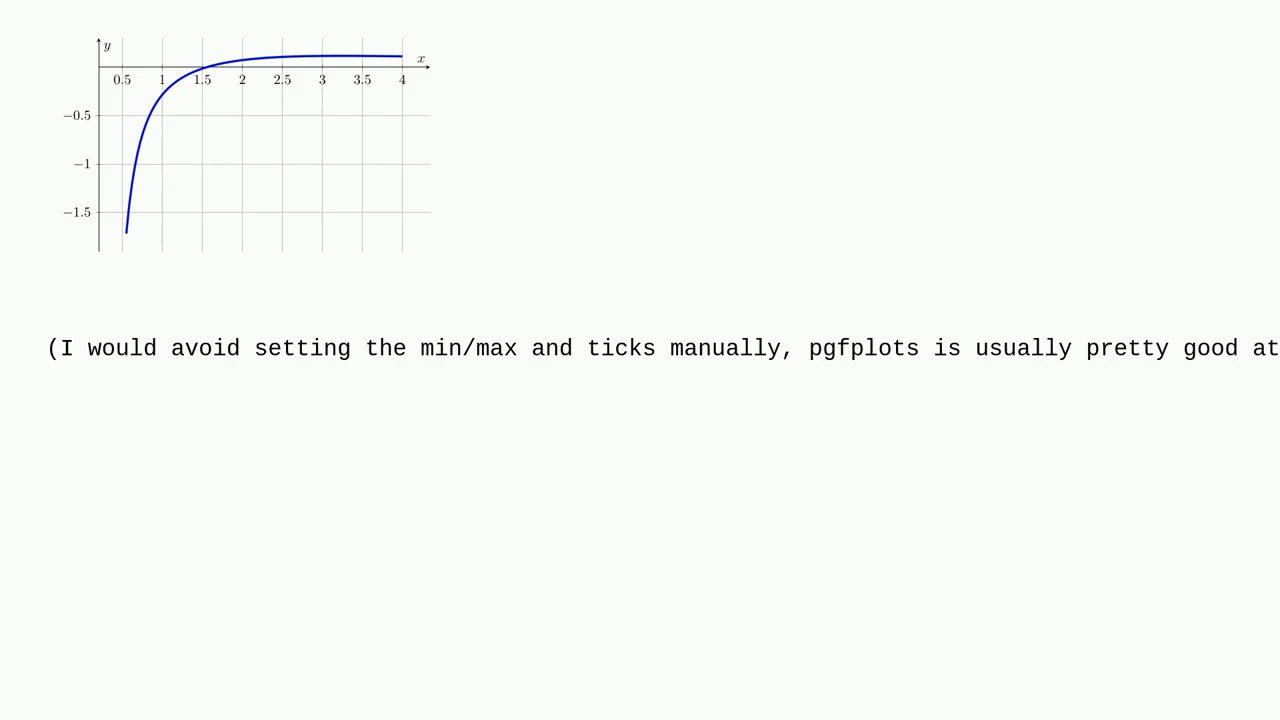 y
x
0.5 1 1.5 2 2.5 3 3.5 4
−0.5
−1
−1.5
(I would avoid setting the min/max and ticks manually, pgfplots is usually pretty good at